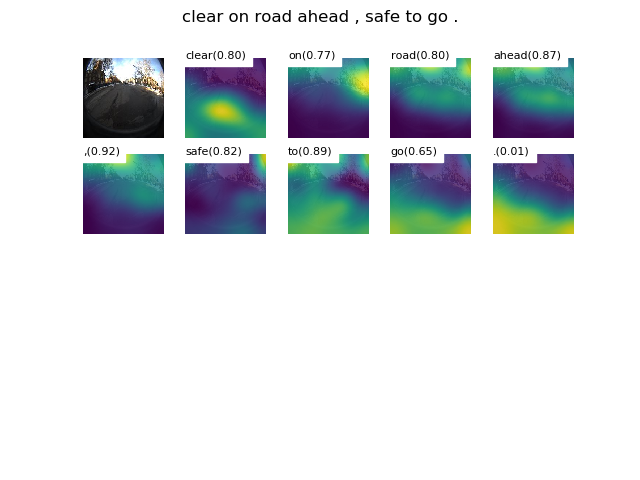 clear on road ahead , safe to go .
clear(0.80) on(0.77) road(0.80) ahead(0.87)
,(0.92) safe(0.82) to(0.89) go(0.65) .(0.01)